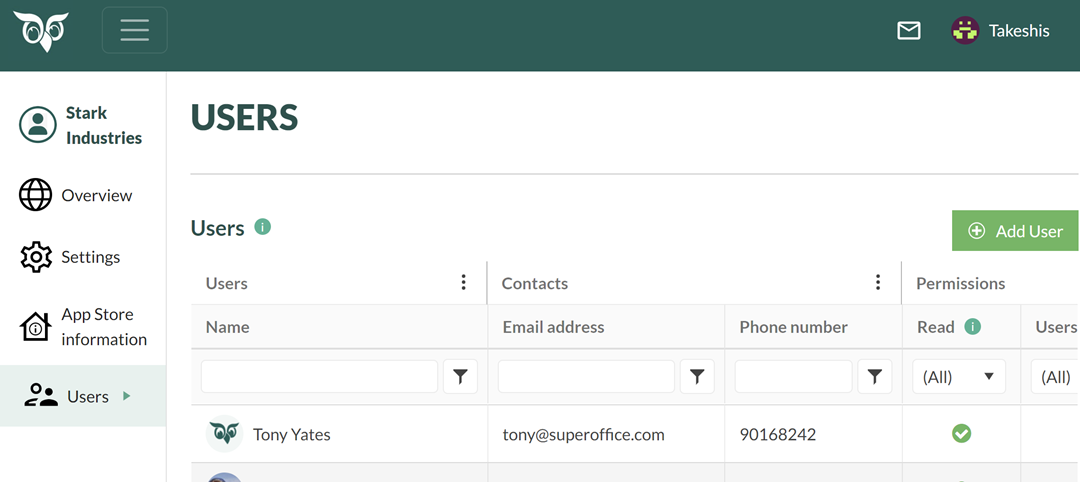 Takeshis
Stark
Industries
Overview
Settings
App Store
information
Users
USERS
Users
Add User
Users Contacts Permissions
Name Email address Phone number Read Users
(All) (All)
Tony Yates tony@superoffice.com 90168242